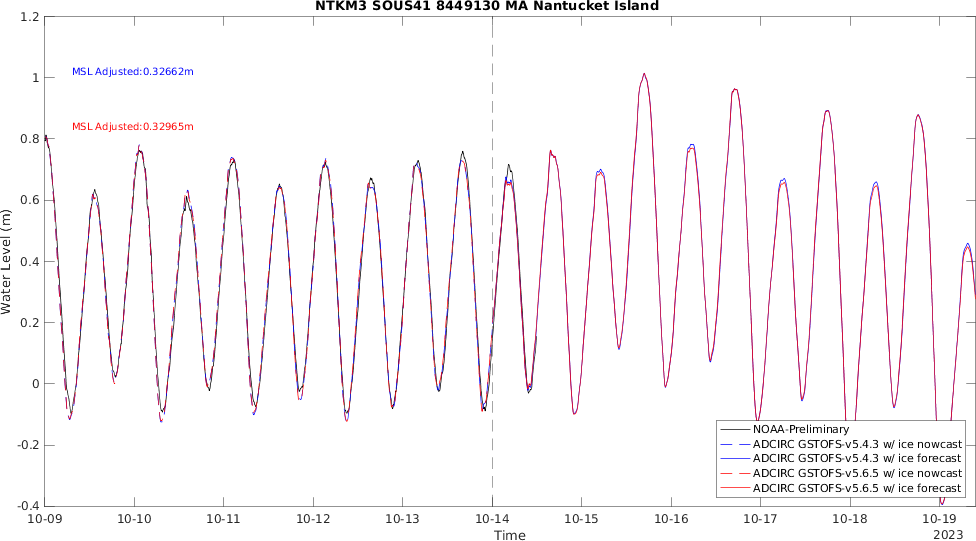 NTKM3 SOUS41 8449130 MA Nantucket Island
1.2
1
0.8
0.6
0.4
0.2
0
-0.2
-0.4
Water Level (m)
MSL Adjusted:0.32662m
MSL Adjusted:0.32965m
NOAA-Preliminary
ADCIRC GSTOFS-v5.4.3 w/ ice nowcast
ADCIRC GSTOFS-v5.4.3 w/ ice forecast
ADCIRC GSTOFS-v5.6.5 w/ ice nowcast
ADCIRC GSTOFS-v5.6.5 w/ ice forecast
10-09 10-10 10-11 10-12 10-13 10-14 10-15 10-16 10-17 10-18 10-19
Time
2023